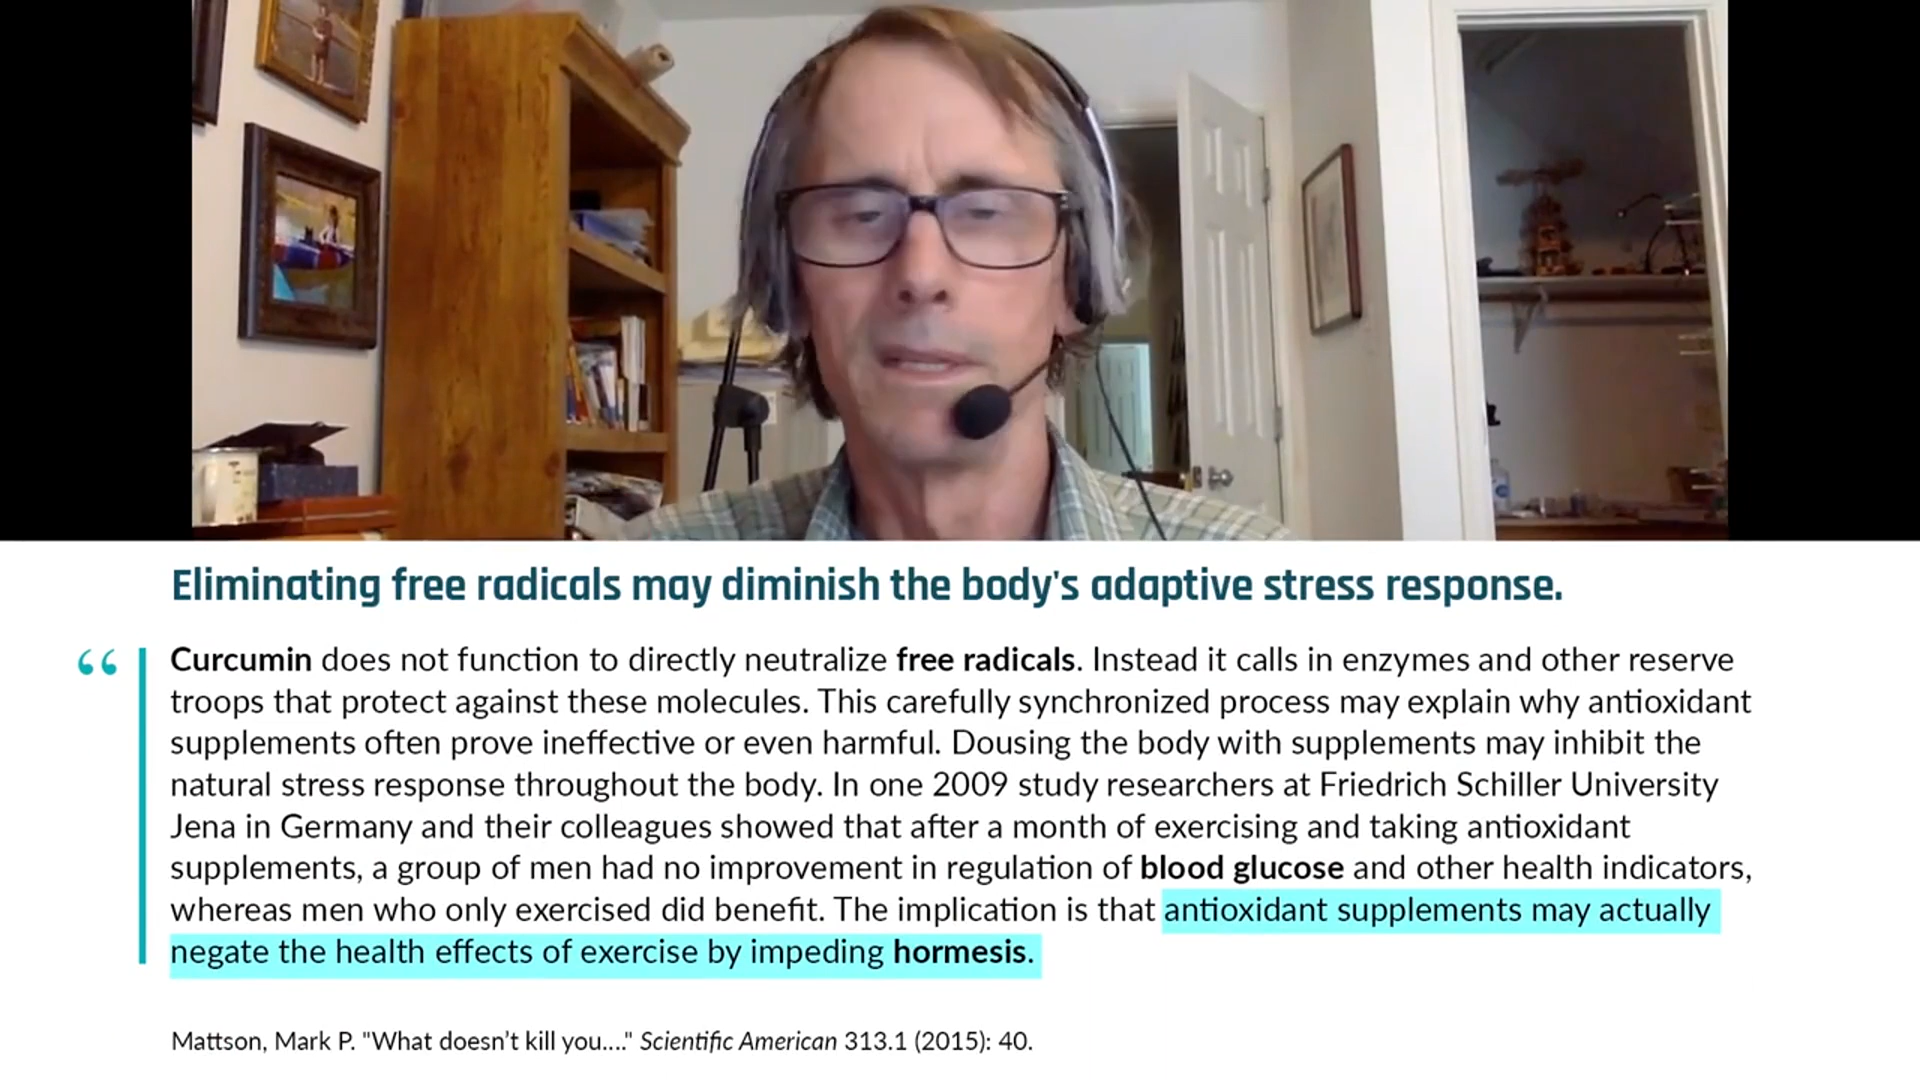 Eliminating free radicals may diminish the body's adaptive stress response.
“ Curcumin does not function to directly neutralize free radicals. Instead it calls in enzymes and other reserve
troops that protect against these molecules. This carefully synchronized process may explain why antioxidant
supplements often prove ineffective or even harmful. Dousing the body with supplements may inhibit the
natural stress response throughout the body. In one 2009 study researchers at Friedrich Schiller University
Jena in Germany and their colleagues showed that after a month of exercising and taking antioxidant
supplements, a group of men had no improvement in regulation of blood glucose and other health indicators,
whereas men who only exercised did benefit. The implication is that antioxidant supplements may actually
negate the health effects of exercise by impeding hormesis.
Mattson, Mark P. "What doesn’t kill you...." Scientific American 313.1 (2015): 40.